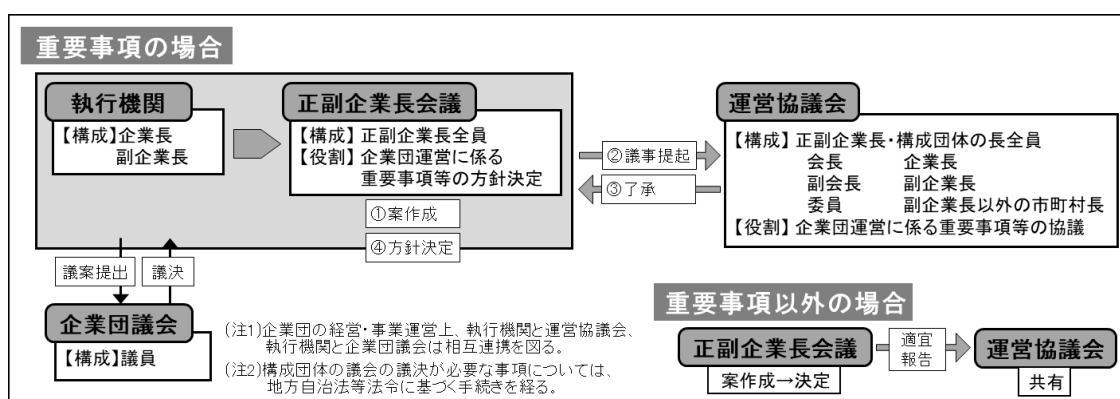 重要事項の場合
執行機関
【構成】企業長
副企業長
正副企業長会議
【構成】正副企業長全員
【役割】企業団運営に係る
重要事項等の方針決定
①案作成
④方針決定
②議事提起
③了承
運営協議会
【構成】正副企業長・構成団体の長全員
会長 企業長
副会長 副企業長
委員 副企業長以外の市町村長
【役割】企業団運営に係る重要事項等の協議
議案提出
議決
企業団議会
【構成】議員
(注1)企業団の経営・事業運営上、執行機関と運営協議会、
執行機関と企業団議会は相互連携を図る。
(注2)構成団体の議会の議決が必要な事項については、
地方自治法等法令に基づく手続きを経る。
重要事項以外の場合
正副企業長会議
案作成→決定
適宜
報告
運営協議会
共有